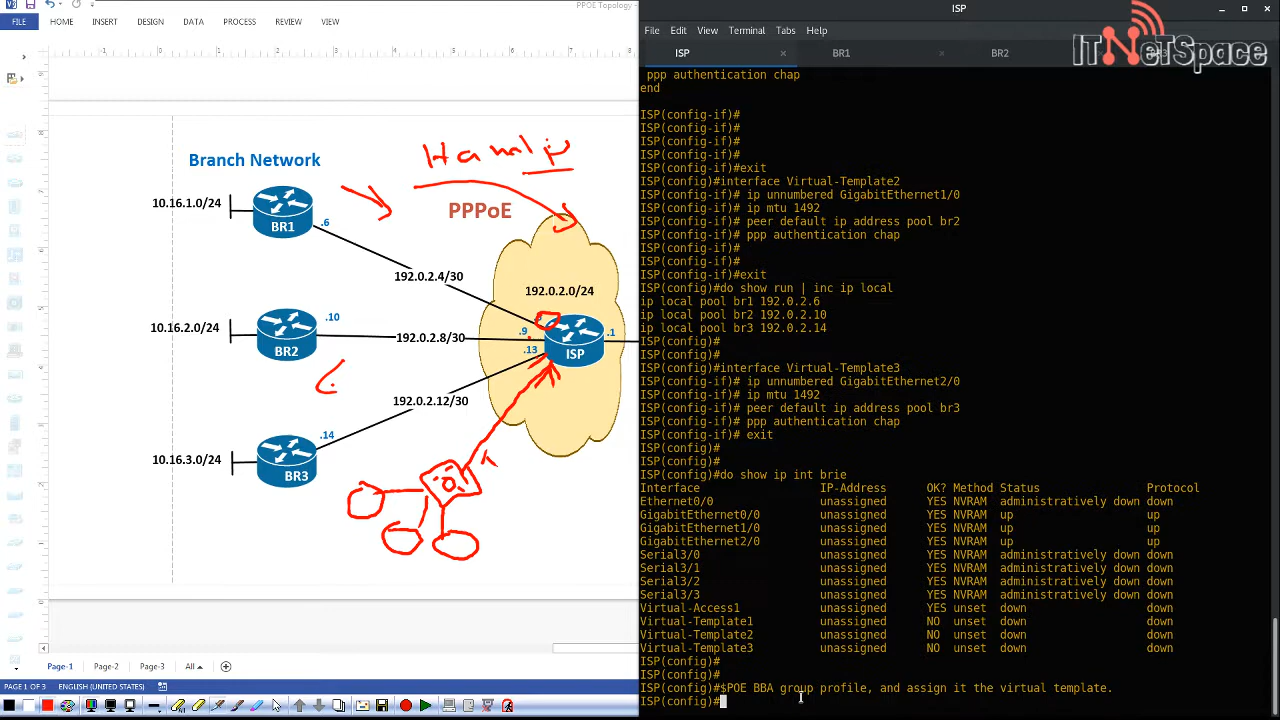 PPOE Topology -
FILE HOME INSERT DESIGN DATA PROCESS REVIEW VIEW
Branch Network
10.16.1.0/24
BR1
.6
PPPoE
192.0.2.4/30
192.0.2.0/24
10.16.2.0/24
BR2
.10
192.0.2.8/30
.9
.13
ISP
.1
192.0.2.12/30
10.16.3.0/24
BR3
.14
Page-1 Page-2 Page-3 All
PAGE 1 OF 3 ENGLISH (UNITED STATES)
ISP
ITNetSpace
File Edit View Terminal Tabs Help
ISP BR1 BR2
ppp authentication chap
end
ISP(config-if)#
ISP(config-if)#
ISP(config-if)#
ISP(config-if)#
ISP(config-if)#exit
ISP(config)#interface Virtual-Template2
ISP(config-if)# ip unnumbered GigabitEthernet1/0
ISP(config-if)# ip mtu 1492
ISP(config-if)# peer default ip address pool br2
ISP(config-if)# ppp authentication chap
ISP(config-if)#
ISP(config-if)#
ISP(config-if)#exit
ISP(config)#do show run | inc ip local
ip local pool br1 192.0.2.6
ip local pool br2 192.0.2.10
ip local pool br3 192.0.2.14
ISP(config)#
ISP(config)#
ISP(config)#interface Virtual-Template3
ISP(config-if)# ip unnumbered GigabitEthernet2/0
ISP(config-if)# ip mtu 1492
ISP(config-if)# peer default ip address pool br3
ISP(config-if)# ppp authentication chap
ISP(config-if)# exit
ISP(config)#
ISP(config)#
ISP(config)#do show ip int brie
Interface IP-Address OK? Method Status Protocol
Ethernet0/0 unassigned YES NVRAM administratively down down
GigabitEthernet0/0 unassigned YES NVRAM up up
GigabitEthernet1/0 unassigned YES NVRAM up up
GigabitEthernet2/0 unassigned YES NVRAM up up
Serial3/0 unassigned YES NVRAM administratively down down
Serial3/1 unassigned YES NVRAM administratively down down
Serial3/2 unassigned YES NVRAM administratively down down
Serial3/3 unassigned YES NVRAM administratively down down
Virtual-Access1 unassigned YES unset down down
Virtual-Template1 unassigned NO unset down down
Virtual-Template2 unassigned NO unset down down
Virtual-Template3 unassigned NO unset down down
ISP(config)#
ISP(config)#
ISP(config)#$POE BBA group profile, and assign it the virtual template.
ISP(config)#